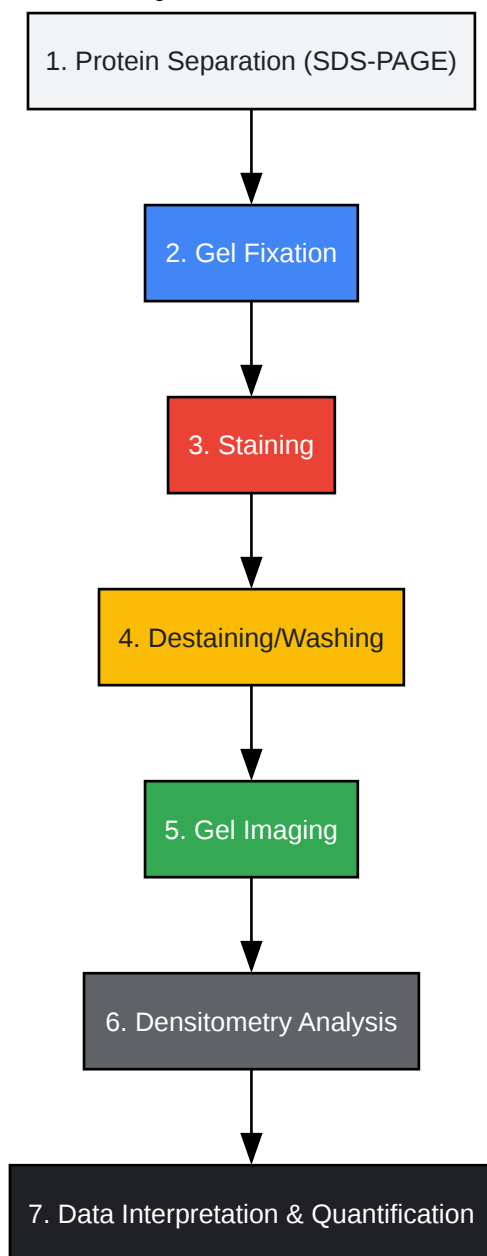 1. Protein Separation (SDS-PAGE)
2. Gel Fixation
3. Staining
4. Destaining/Washing
5. Gel Imaging
6. Densitometry Analysis
7. Data Interpretation & Quantification